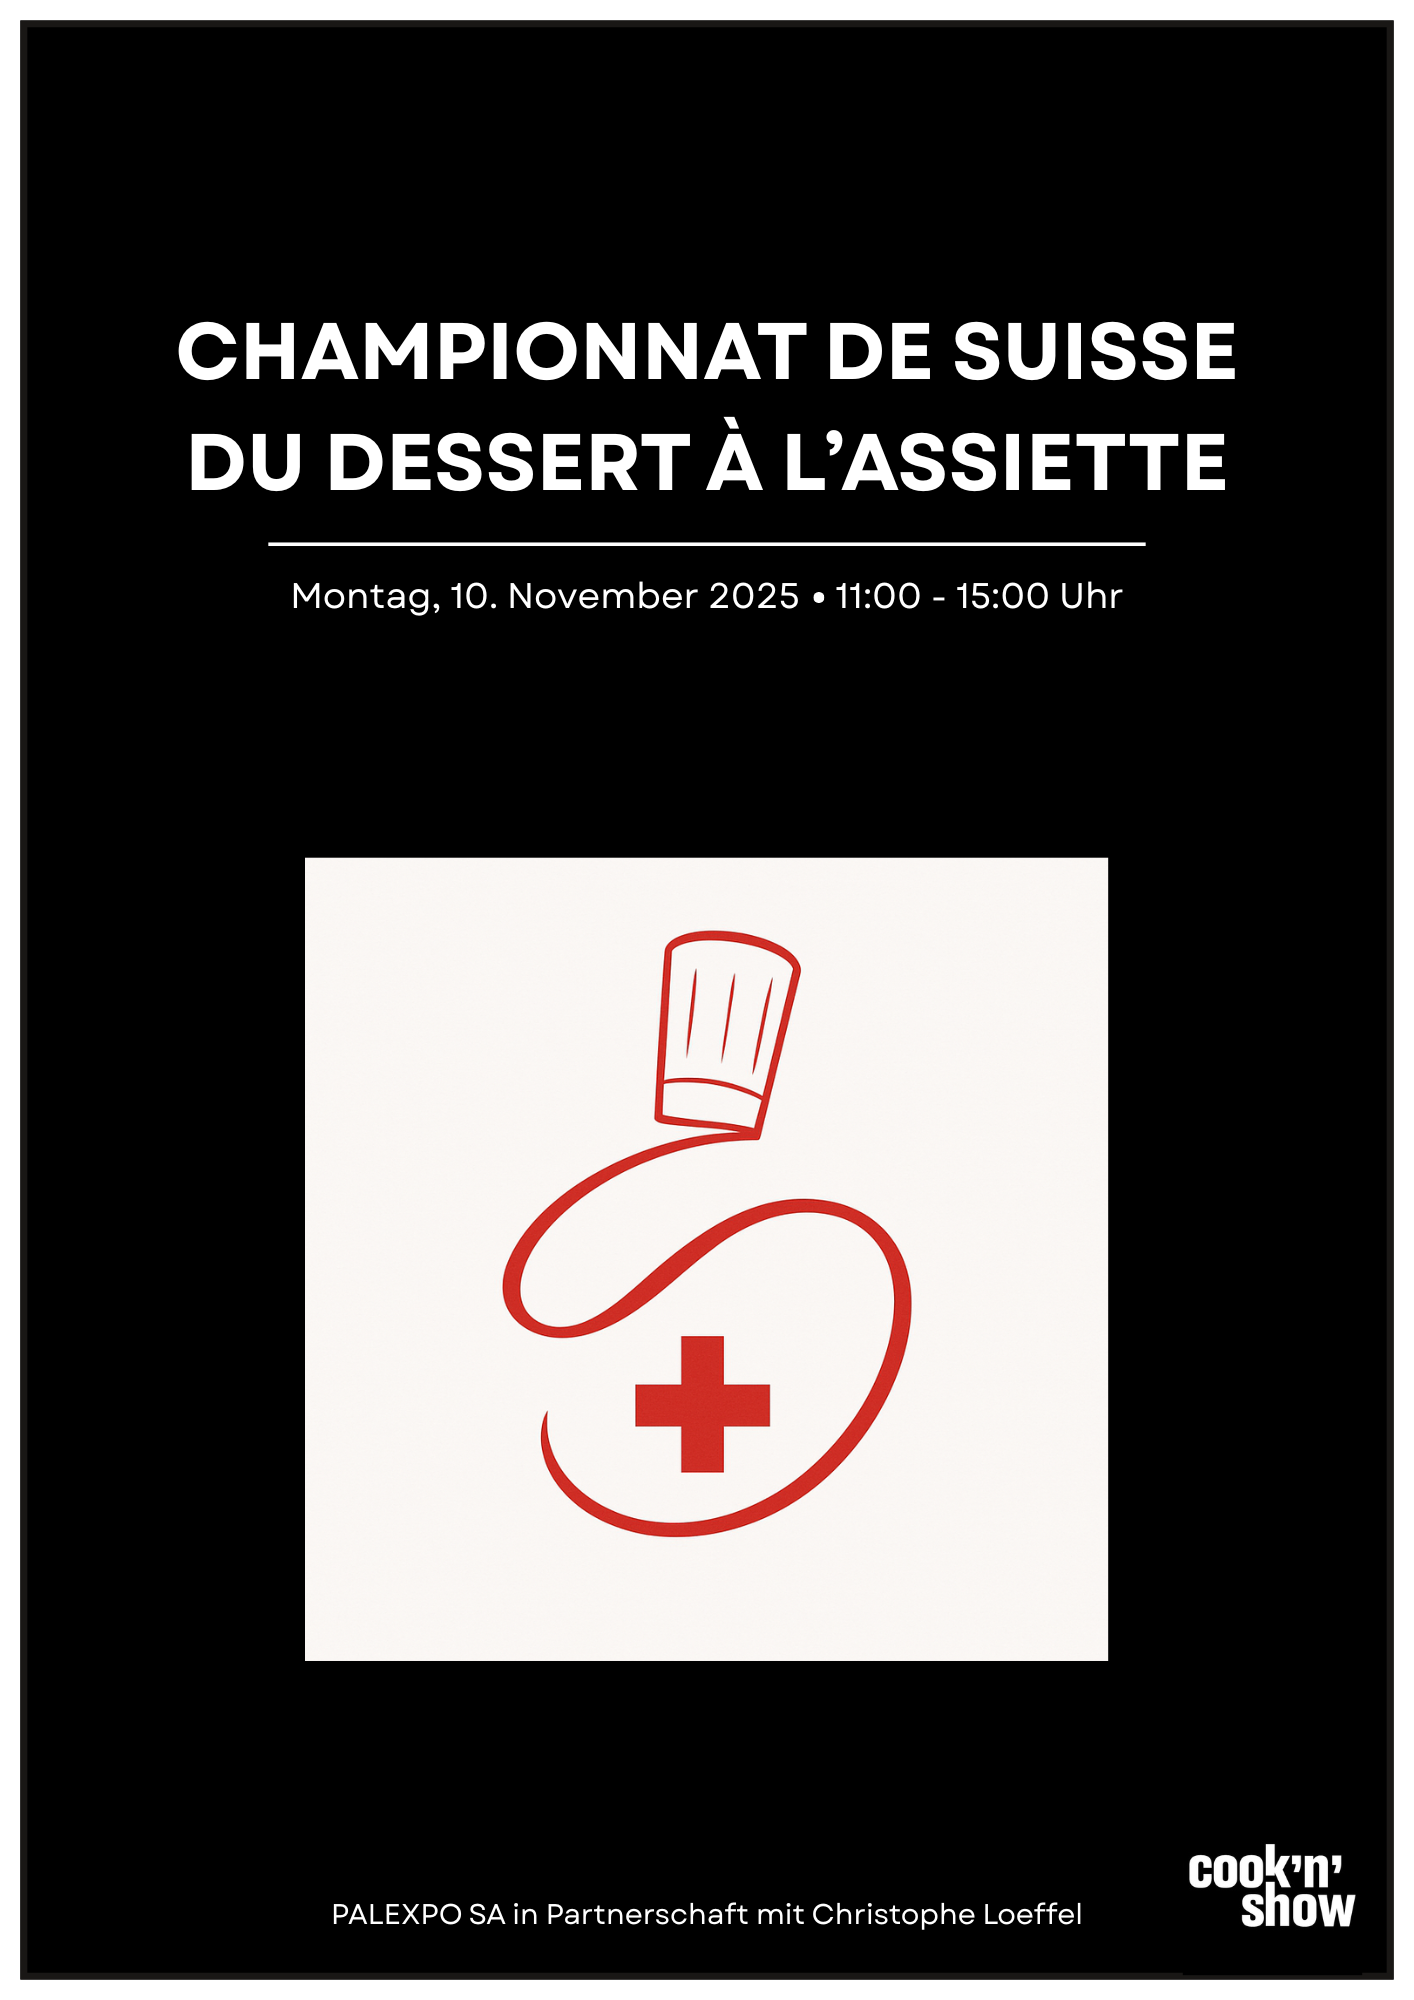 CHAMPIONNAT DE SUISSE
DU DESSERT À L’ASSIETTE
Montag, 10. November 2025 • 11:00 - 15:00 Uhr
PALEXPO SA in Partnerschaft mit Christophe Loeffel
cook’n’
show